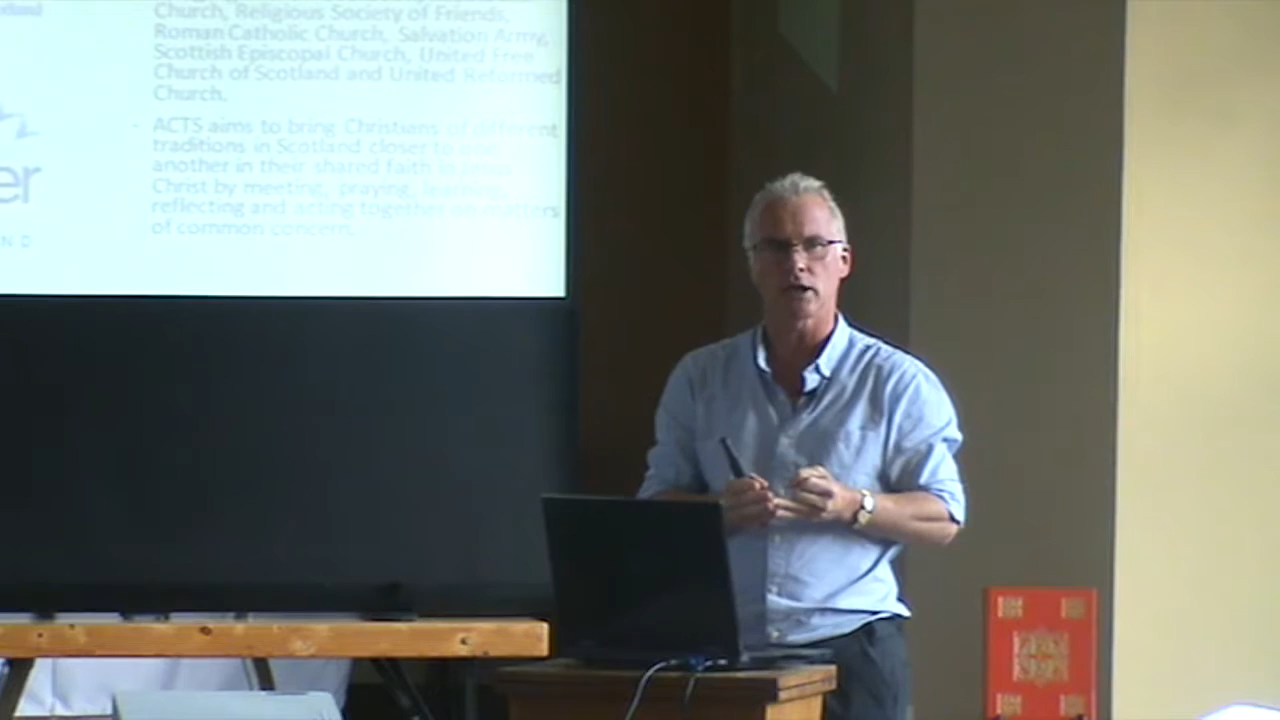 Church, Religious Society of Friends,
Roman Catholic Church, Salvation Army,
Scottish Episcopal Church, United Free
Church of Scotland and United Reformed
Church.
ACTS aims to bring Christians of different
traditions in Scotland closer to one
another in their shared faith in
Christ by meeting, praying, learning,
reflecting and acting together on matters
of common concern.
er
N D